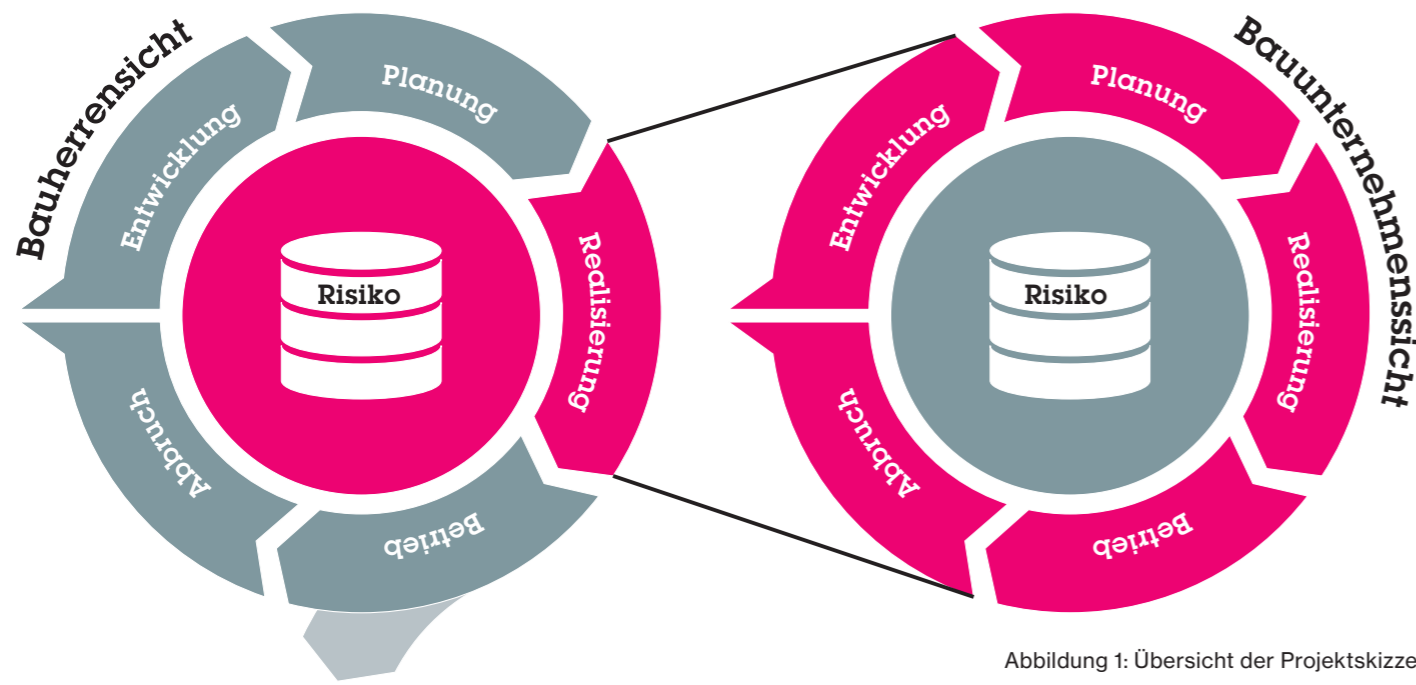 Bauherrensicht
Entwicklung
Planung
Realisierung
Betrieb
Abbruch
Risiko
Bauunternehmenssicht
Entwicklung
Planung
Realisierung
Betrieb
Abbruch
Risiko
Abbildung 1: Übersicht der Projektskizze